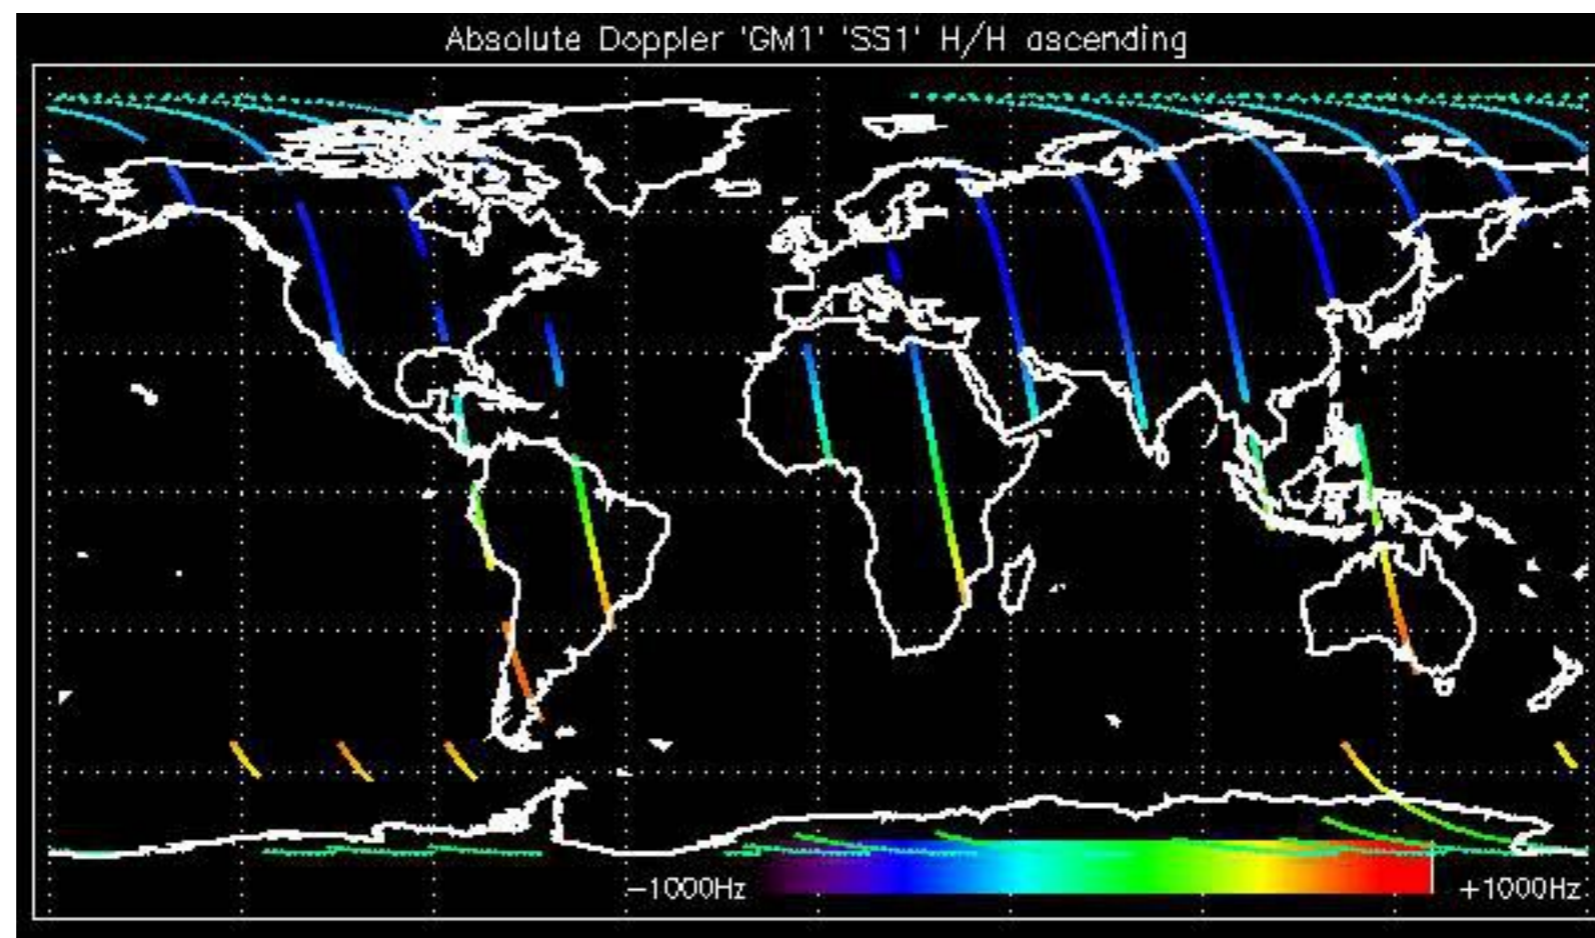 Absolute Doppler 'GM1' 'SS1' H/H ascending
-1000Hz
+1000Hz